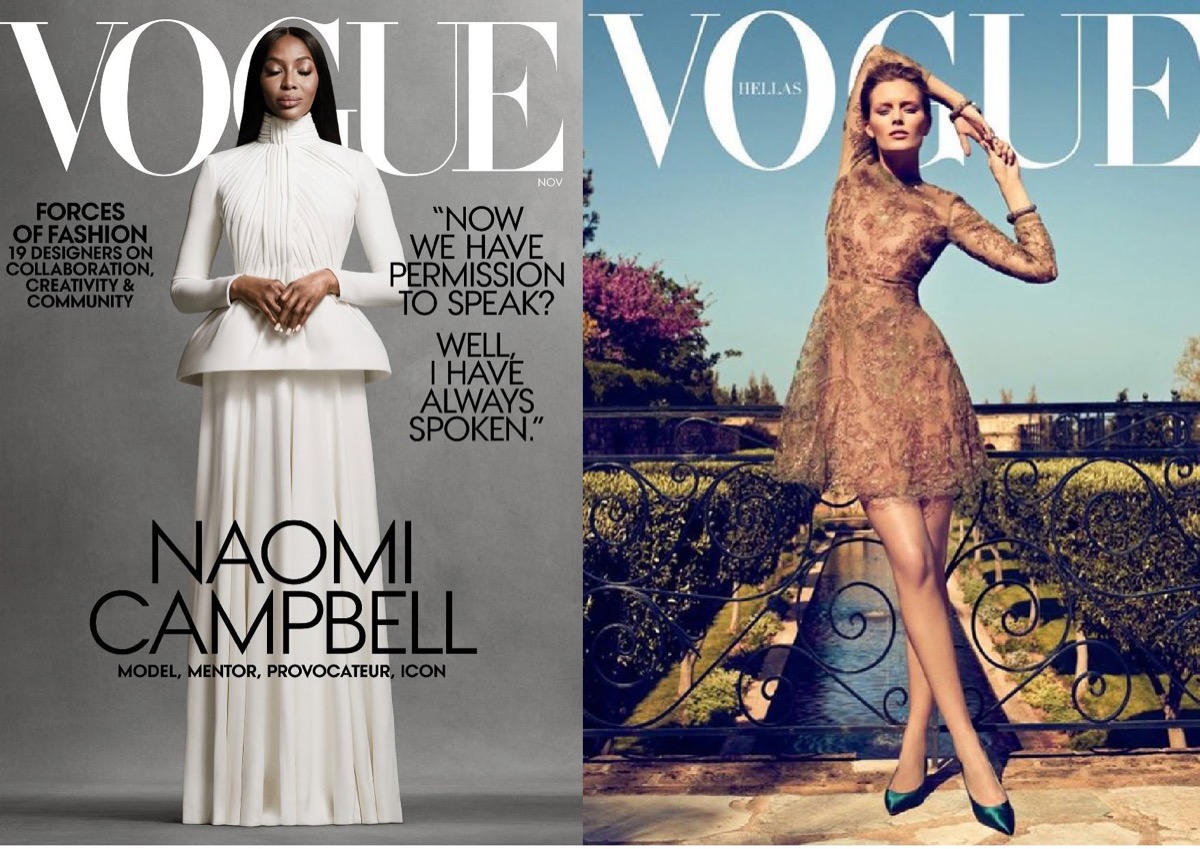 VOGUE
NOV
FORCES
OF FASHION
19 DESIGNERS ON
COLLABORATION,
CREATIVITY &
COMMUNITY
“NOW
WE HAVE
PERMISSION
TO SPEAK?
WELL,
I HAVE
ALWAYS
SPOKEN.”
NAOMI
CAMPBELL
MODEL, MENTOR, PROVOCATEUR, ICON
VOGUE
HELLAS